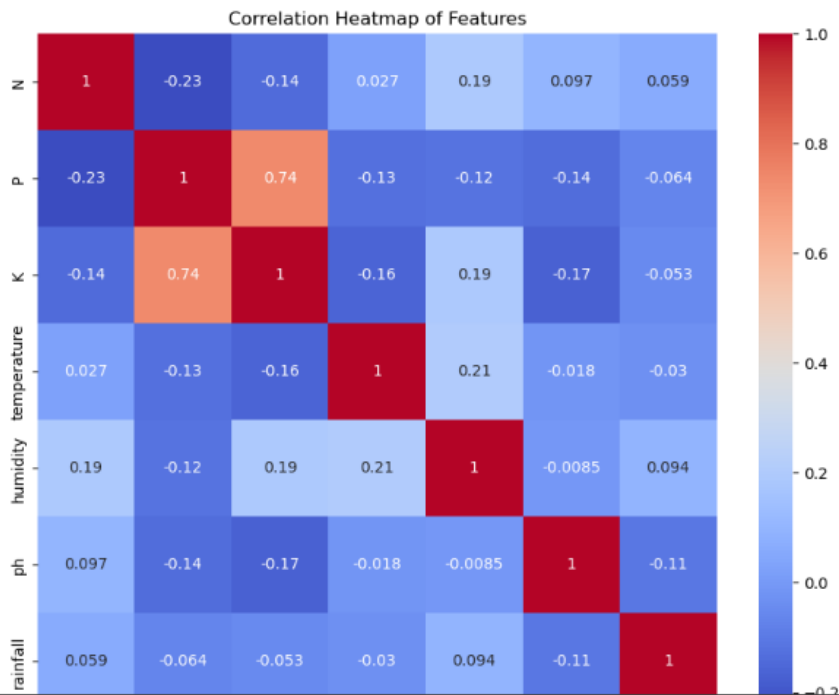 Correlation Heatmap of Features
N 1 -0.23 -0.14 0.027 0.19 0.097 0.059
P -0.23 1 0.74 -0.13 -0.12 -0.14 -0.064
K -0.14 0.74 1 -0.16 0.19 -0.17 -0.053
temperature 0.027 -0.13 -0.16 1 0.21 -0.018 -0.03
humidity 0.19 -0.12 0.19 0.21 1 -0.0085 0.094
ph 0.097 -0.14 -0.17 -0.018 -0.0085 1 -0.11
rainfall 0.059 -0.064 -0.053 -0.03 0.094 -0.11 1
1.0
0.8
0.6
0.4
0.2
0.0
-0.2